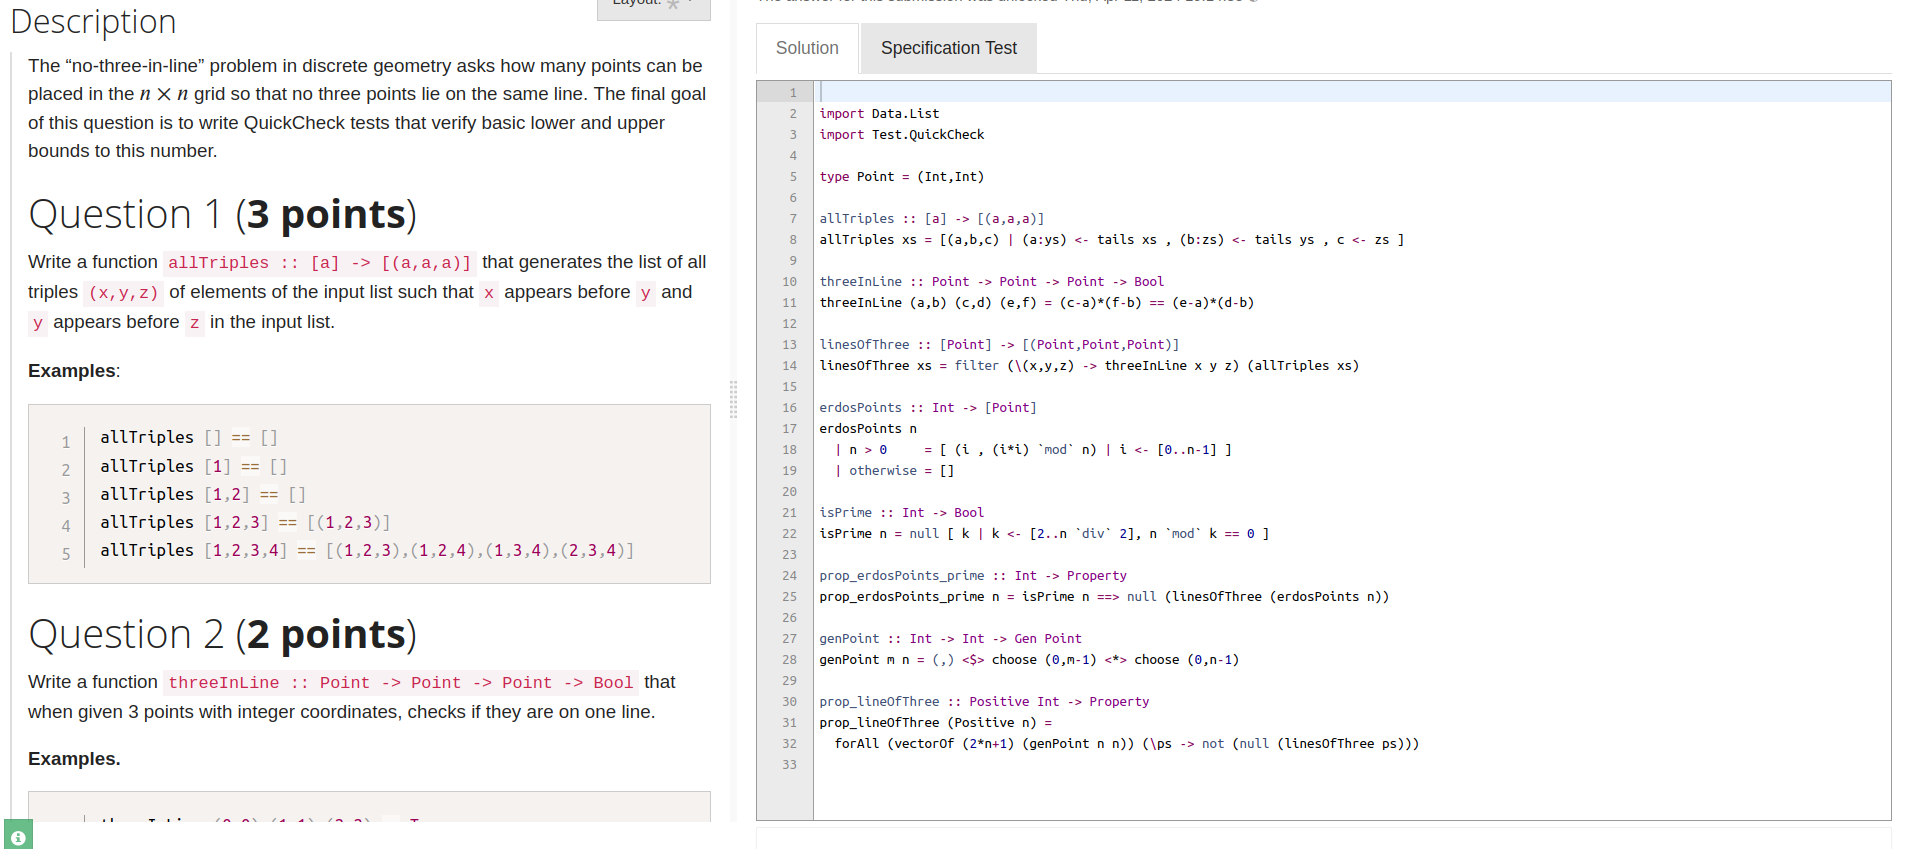 Description
The “no-three-in-line” problem in discrete geometry asks how many points can be
placed in the n × n grid so that no three points lie on the same line. The final goal
of this question is to write QuickCheck tests that verify basic lower and upper
bounds to this number.
Question 1 (3 points)
Write a function allTriples :: [a] -> [(a,a,a)] that generates the list of all
triples (x,y,z) of elements of the input list such that x appears before y and
y appears before z in the input list.
Examples:
1 allTriples [] == []
2 allTriples [1] == []
3 allTriples [1,2] == []
4 allTriples [1,2,3] == [(1,2,3)]
5 allTriples [1,2,3,4] == [(1,2,3),(1,2,4),(1,3,4),(2,3,4)]
Question 2 (2 points)
Write a function threeInLine :: Point -> Point -> Point -> Bool that
when given 3 points with integer coordinates, checks if they are on one line.
Examples.
Solution
Specification Test
1
2 import Data.List
3 import Test.QuickCheck
4
5 type Point = (Int,Int)
6
7 allTriples :: [a] -> [(a,a,a)]
8 allTriples xs = [(a,b,c) | (a:ys) <- tails xs , (b:zs) <- tails ys , c <- zs ]
9
10 threeInLine :: Point -> Point -> Point -> Bool
11 threeInLine (a,b) (c,d) (e,f) = (c-a)*(f-b) == (e-a)*(d-b)
12
13 linesOfThree :: [Point] -> [(Point,Point,Point)]
14 linesOfThree xs = filter (\(x,y,z) -> threeInLine x y z) (allTriples xs)
15
16 erdosPoints :: Int -> [Point]
17 erdosPoints n
18 | n > 0 = [ (i , (i*i) `mod` n) | i <- [0..n-1] ]
19 | otherwise = []
20
21 isPrime :: Int -> Bool
22 isPrime n = null [ k | k <- [2..n `div` 2], n `mod` k == 0 ]
23
24 prop_erdosPoints_prime :: Int -> Property
25 prop_erdosPoints_prime n = isPrime n ==> null (linesOfThree (erdosPoints n))
26
27 genPoint :: Int -> Int -> Gen Point
28 genPoint m n = (,) <$> choose (0,m-1) <*> choose (0,n-1)
29
30 prop_lineOfThree :: Positive Int -> Property
31 prop_lineOfThree (Positive n) =
32 forAll (vectorOf (2*n+1) (genPoint n n)) (\ps -> not (null (linesOfThree ps)))
33